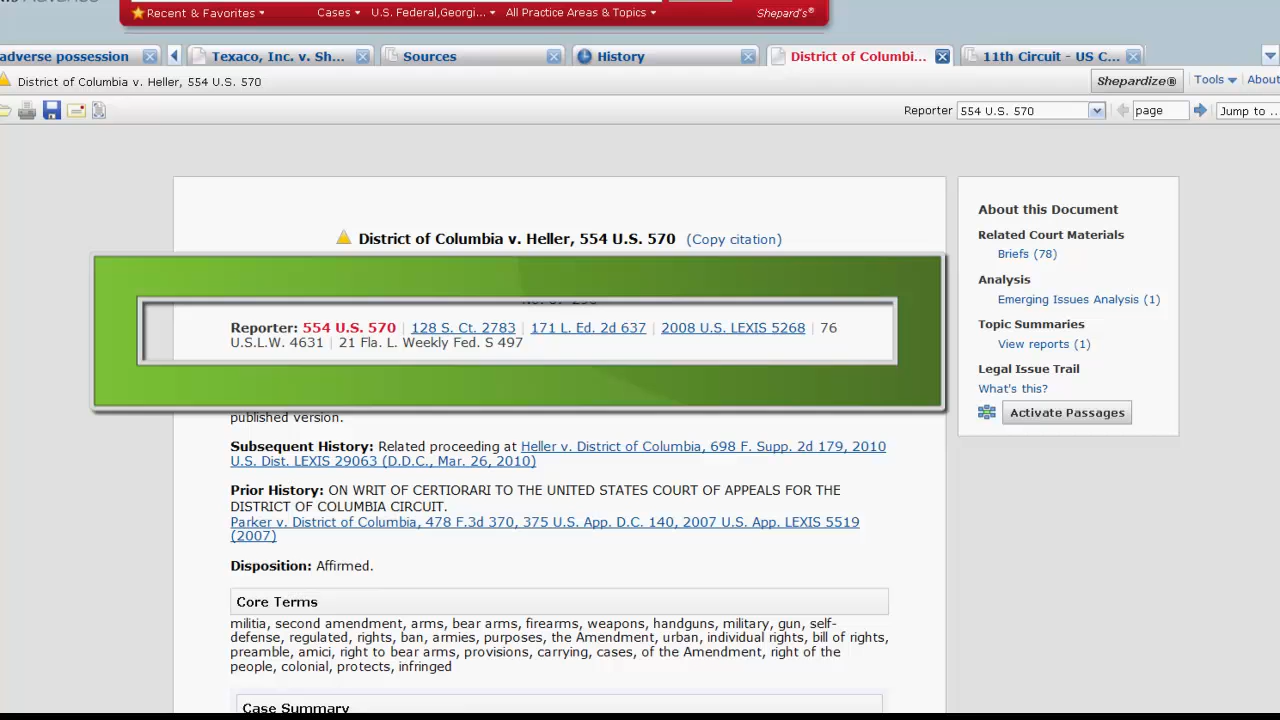 Recent & Favorites Cases U.S. Federal,Georgi... All Practice Areas & Topics Shepard's®
adverse possession Texaco, Inc. v. Sh... Sources History District of Columbi... 11th Circuit - US C...
District of Columbia v. Heller, 554 U.S. 570 Shepardize® Tools About
Reporter 554 U.S. 570 page Jump to ...
District of Columbia v. Heller, 554 U.S. 570 (Copy citation)
Reporter: 554 U.S. 570 | 128 S. Ct. 2783 | 171 L. Ed. 2d 637 | 2008 U.S. LEXIS 5268 | 76
U.S.L.W. 4631 | 21 Fla. L. Weekly Fed. S 497
published version.
Subsequent History: Related proceeding at Heller v. District of Columbia, 698 F. Supp. 2d 179, 2010
U.S. Dist. LEXIS 29063 (D.D.C., Mar. 26, 2010)
Prior History: ON WRIT OF CERTIORARI TO THE UNITED STATES COURT OF APPEALS FOR THE
DISTRICT OF COLUMBIA CIRCUIT.
Parker v. District of Columbia, 478 F.3d 370, 375 U.S. App. D.C. 140, 2007 U.S. App. LEXIS 5519
(2007)
Disposition: Affirmed.
Core Terms
militia, second amendment, arms, bear arms, firearms, weapons, handguns, military, gun, self-
defense, regulated, rights, ban, armies, purposes, the Amendment, urban, individual rights, bill of rights,
preamble, amici, right to bear arms, provisions, carrying, cases, of the Amendment, right of the
people, colonial, protects, infringed
Case Summary
About this Document
Related Court Materials
Briefs (78)
Analysis
Emerging Issues Analysis (1)
Topic Summaries
View reports (1)
Legal Issue Trail
What's this?
Activate Passages